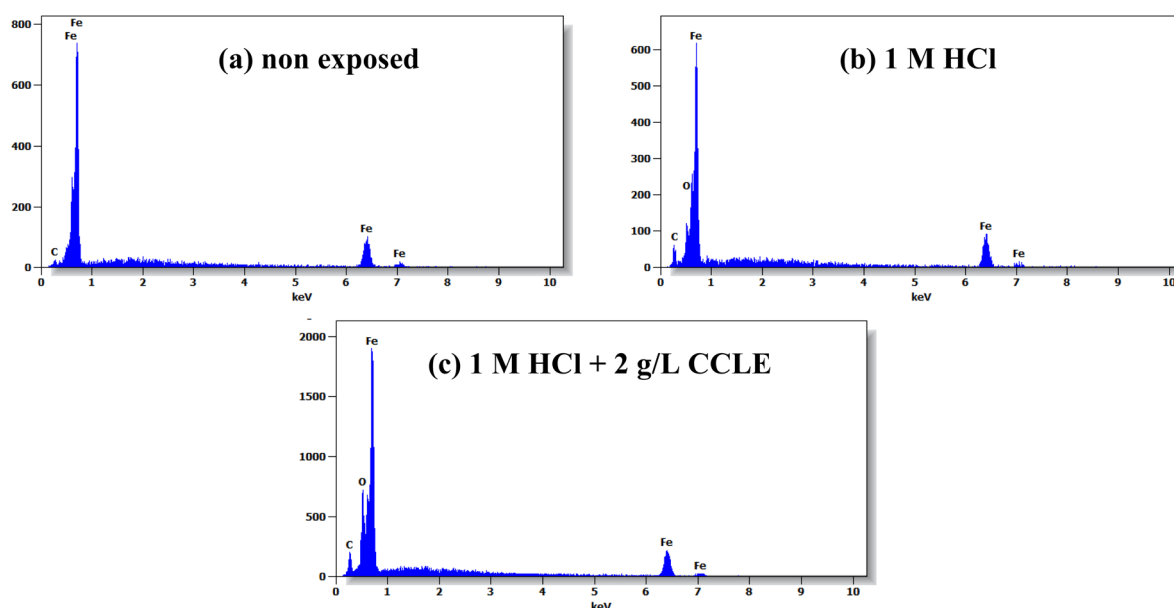 (a) non exposed
800
600
400
200
0
Fe
Fe
C
Fe
Fe
0 1 2 3 4 5 6 7 8 9 10
keV
(b) 1 M HCl
600
500
400
300
200
100
0
Fe
O
C
Fe
Fe
0 1 2 3 4 5 6 7 8 9 10
keV
(c) 1 M HCl + 2 g/L CCLE
2000
1500
1000
500
0
Fe
O
C
Fe
Fe
0 1 2 3 4 5 6 7 8 9 10
keV